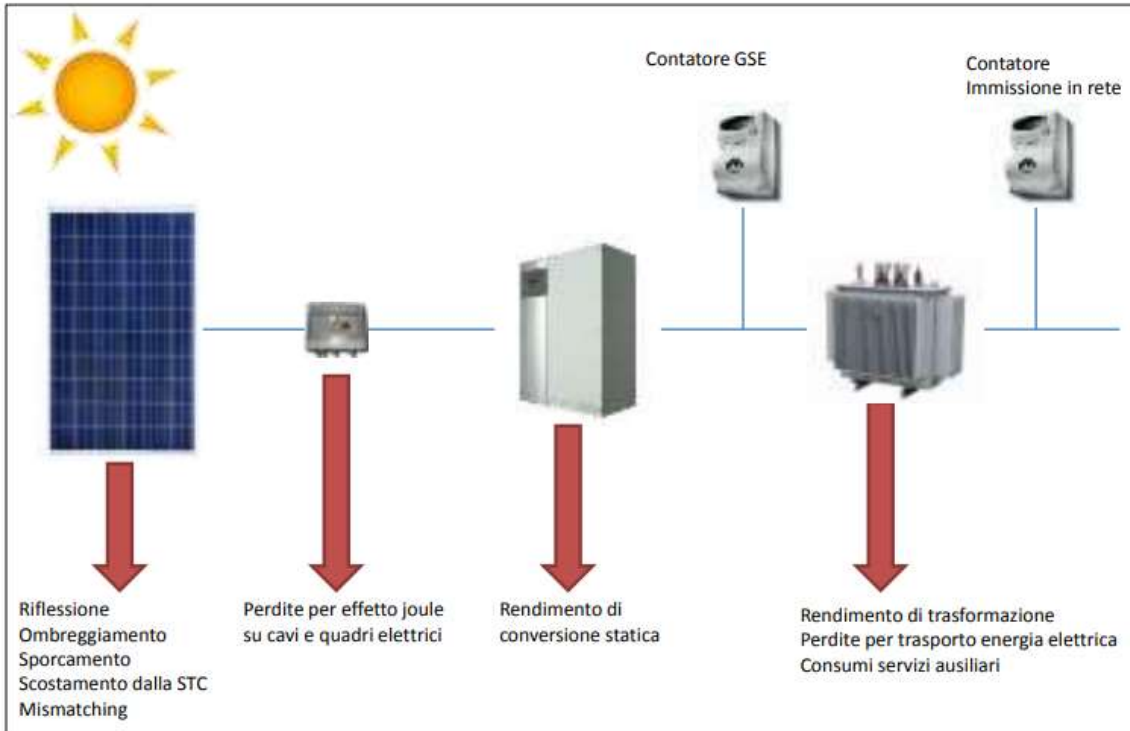 Contatore GSE
Contatore
Immissione in rete
Riflessione
Ombreggiamento
Sporcamento
Scostamento dalla STC
Mismatching
Perdite per effetto joule
su cavi e quadri elettrici
Rendimento di
conversione statica
Rendimento di trasformazione
Perdite per trasporto energia elettrica
Consumi servizi ausiliari